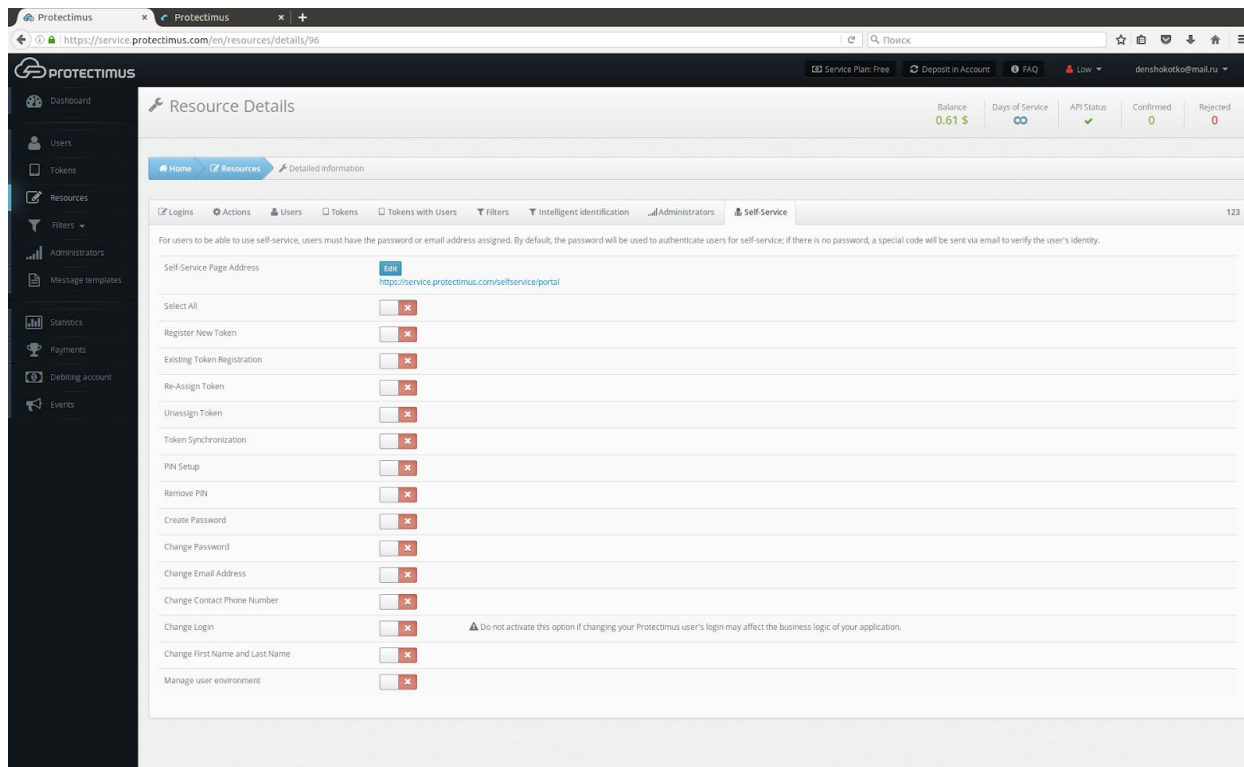 Protectimus
Protectimus
https://service.protectimus.com/en/resources/details/96
Поиск
PROTECTIMUS
Service Plan: Free
Deposit in Account
FAQ
Low
denshokotko@mail.ru
Dashboard
Users
Tokens
Resources
Filters
Administrators
Message templates
Statistics
Payments
Debiting account
Events
Resource Details
Balance Days of Service API Status Confirmed Rejected
0.61 $ 0 0
Home Resources Detailed Information
Logins Actions Users Tokens Tokens with Users Filters Intelligent identification Administrators Self-Service 123
For users to be able to use self-service, users must have the password or email address assigned. By default, the password will be used to authenticate users for self-service; if there is no password, a special code will be sent via email to verify the user's identity.
Self-Service Page Address Edit
https://service.protectimus.com/selfservice/portal
Select All
Register New Token
Existing Token Registration
Re-Assign Token
Unassign Token
Token Synchronization
PIN Setup
Remove PIN
Create Password
Change Password
Change Email Address
Change Contact Phone Number
Change Login Do not activate this option if changing your Protectimus user's login may affect the business logic of your application.
Change First Name and Last Name
Manage user environment